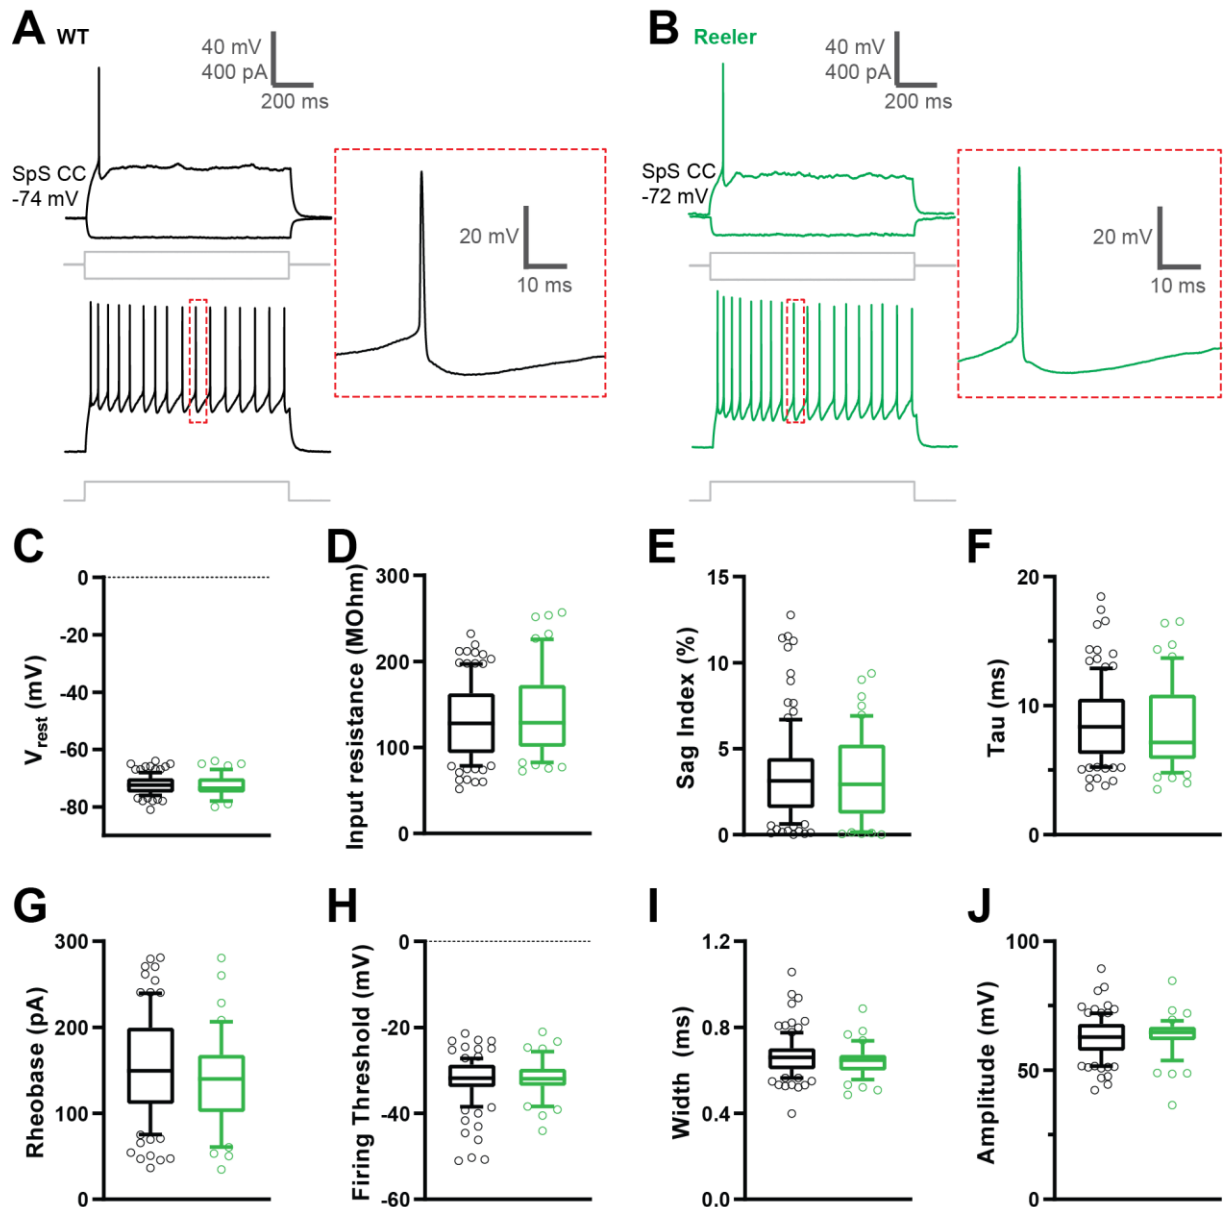 A WT
40 mV
400 pA
200 ms
SpS CC
-74 mV
20 mV
10 ms
B Reeler
40 mV
400 pA
200 ms
SpS CC
-72 mV
20 mV
10 ms
C
Vrest (mV)
0
-20
-40
-60
-80
D
Input resistance (MOhm)
300
200
100
0
E
Sag Index (%)
15
10
5
0
F
Tau (ms)
20
10
0
G
Rheobase (pA)
300
200
100
0
H
Firing Threshold (mV)
0
-20
-40
-60
I
Width (ms)
1.2
0.8
0.4
0.0
J
Amplitude (mV)
100
50
0